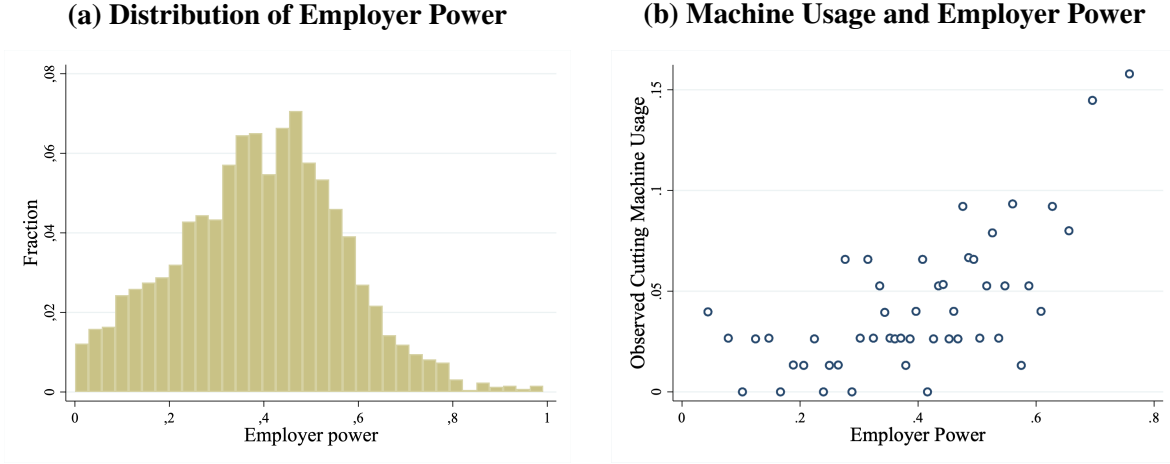 (a) Distribution of Employer Power
,08
,06
,04
,02
0
Fraction
0 ,2 ,4 ,6 ,8 1
Employer power
(b) Machine Usage and Employer Power
.15
.1
.05
0
Observed Cutting Machine Usage
0 .2 .4 .6 .8
Employer Power